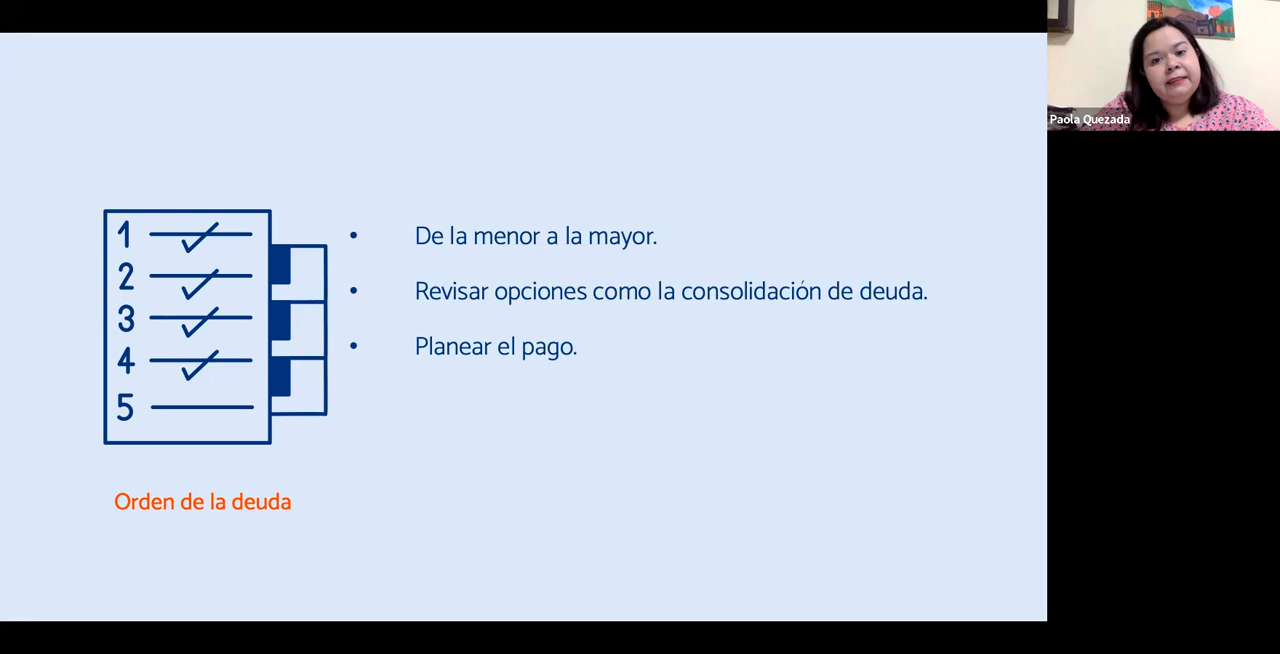 Paola Quezada
1
2
3
4
5
• De la menor a la mayor.
• Revisar opciones como la consolidación de deuda.
• Planear el pago.
Orden de la deuda